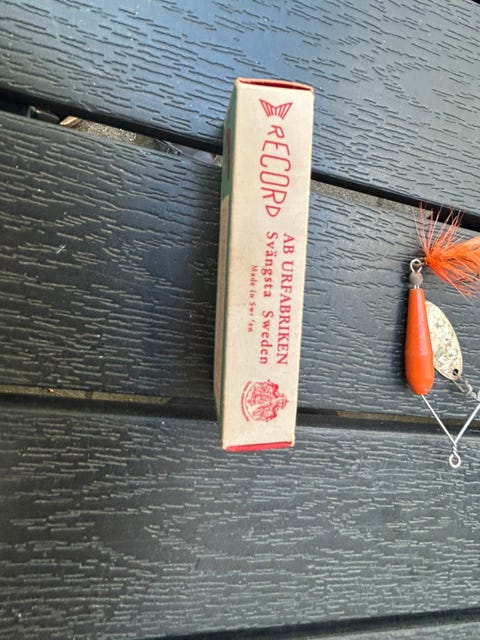 RECORD
AB URFABRIKEN
Svängsta Sweden
Made in Sweden